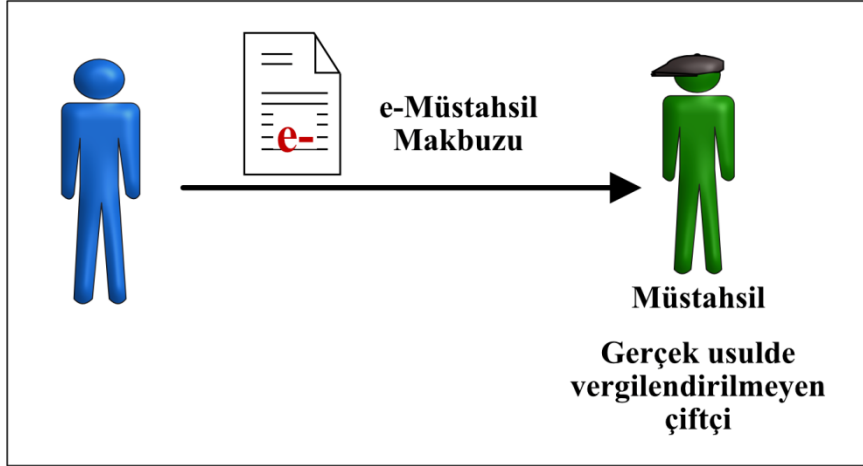 e-
e-Müstahsil
Makbuzu
Müstahsil
Gerçek usulde
vergilendirilmeyen
çiftçi